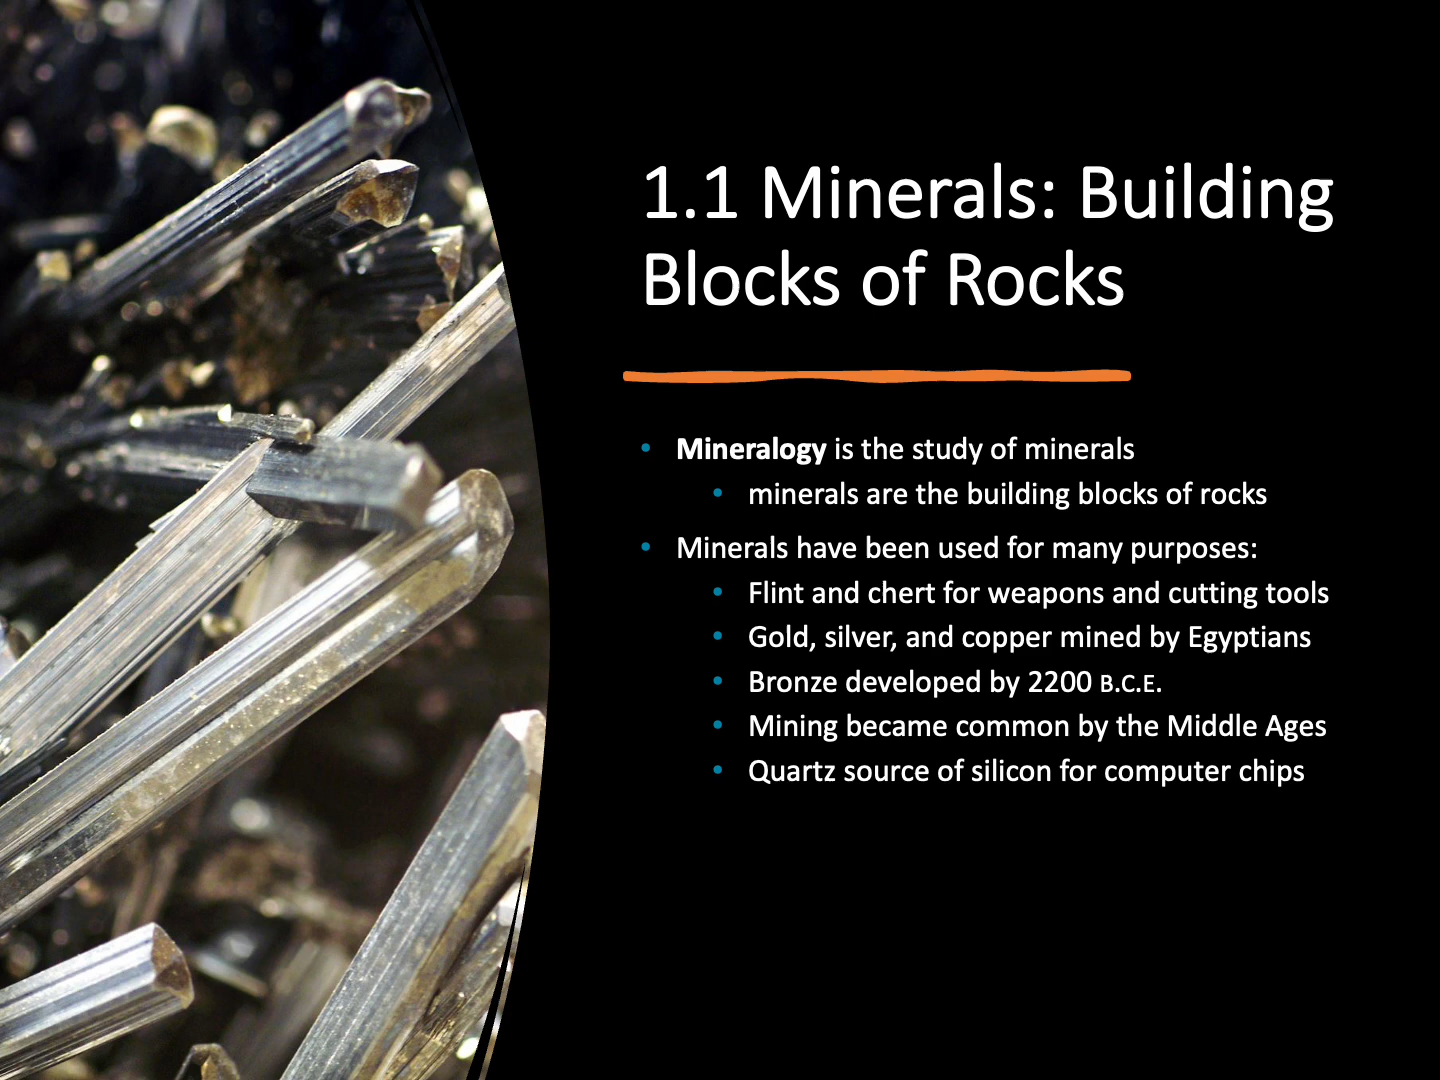 1.1 Minerals: Building
Blocks of Rocks
• Mineralogy is the study of minerals
• minerals are the building blocks of rocks
• Minerals have been used for many purposes:
• Flint and chert for weapons and cutting tools
• Gold, silver, and copper mined by Egyptians
• Bronze developed by 2200 B.C.E.
• Mining became common by the Middle Ages
• Quartz source of silicon for computer chips